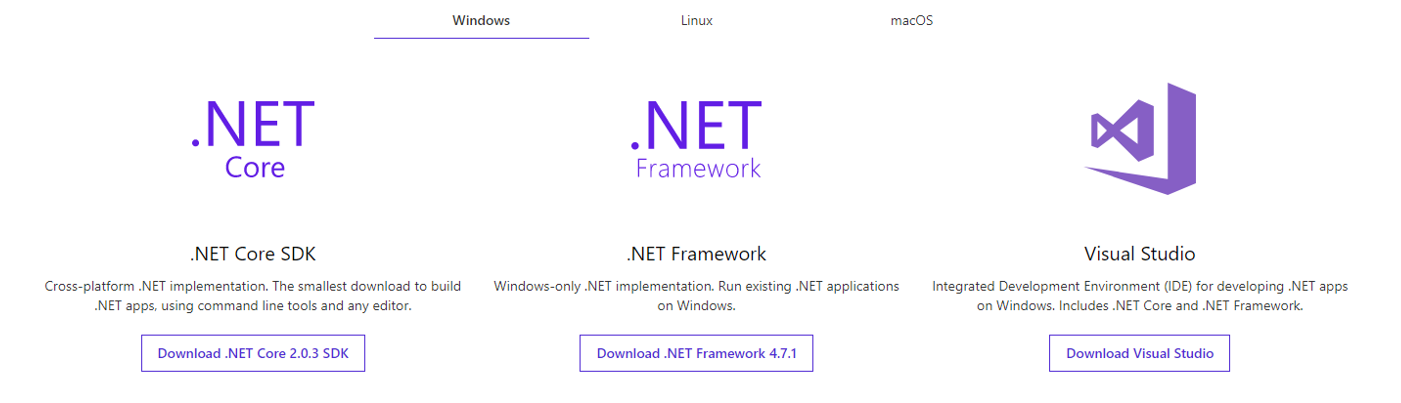 Windows
Linux
macOS
.NET
Core
.NET
Framework
.NET Core SDK
Cross-platform .NET implementation. The smallest download to build
.NET apps, using command line tools and any editor.
Download .NET Core 2.0.3 SDK
.NET Framework
Windows-only .NET implementation. Run existing .NET applications
on Windows.
Download .NET Framework 4.7.1
Visual Studio
Integrated Development Environment (IDE) for developing .NET apps
on Windows. Includes .NET Core and .NET Framework.
Download Visual Studio